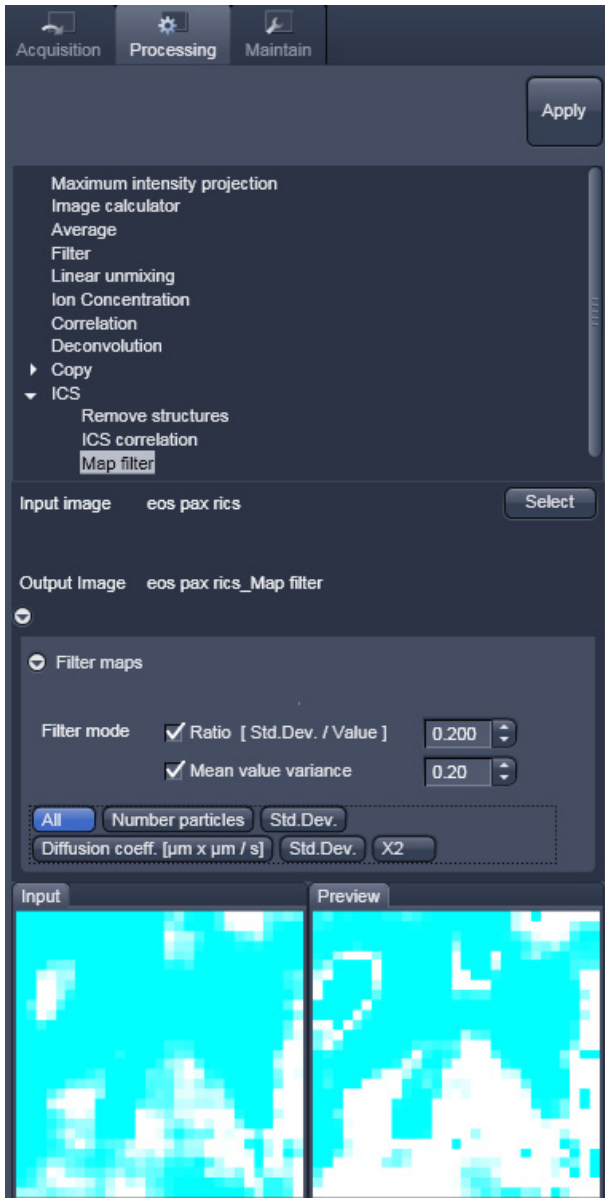 Acquisition Processing Maintain
Apply
Maximum intensity projection
Image calculator
Average
Filter
Linear unmixing
Ion Concentration
Correlation
Deconvolution
Copy
ICS
Remove structures
ICS correlation
Map filter
Input image eos pax rics Select
Output Image eos pax rics_Map filter
Filter maps
Filter mode Ratio [ Std.Dev. / Value ] 0.200
Mean value variance 0.20
All Number particles Std.Dev.
Diffusion coeff. [µm x µm / s] Std.Dev. X2
Input Preview